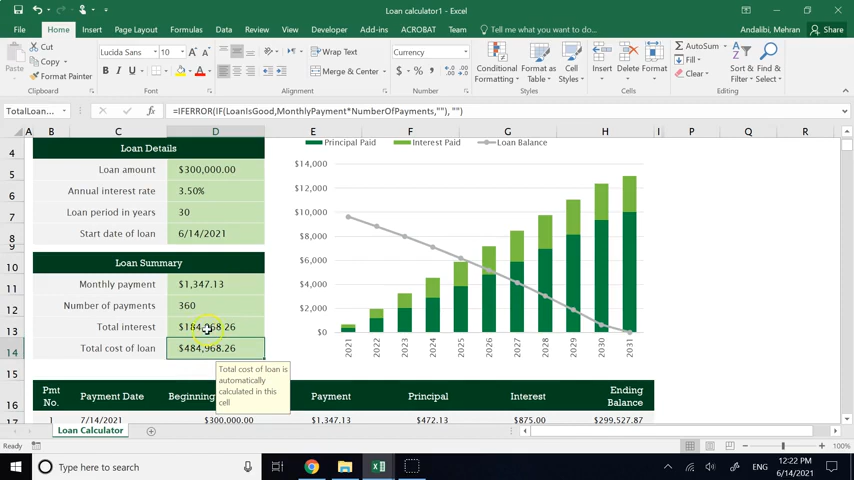 Loan calculator1 - Excel
Andalibi, Mehran
File Home Insert Page Layout Formulas Data Review View Developer Add-ins ACROBAT Team Tell me what you want to do... Share
Cut
Copy
Format Painter
Paste
Clipboard
Lucida Sans 10
B I U
Font
Wrap Text
Merge & Center
Alignment
Currency
$ % ,
Number
Conditional Formatting
Format as Table
Cell Styles
Styles
Insert Delete Format
Cells
AutoSum
Fill
Clear
Sort & Filter
Find & Select
Editing
TotalLoan...
fx =IFERROR(IF(LoanIsGood,MonthlyPayment*NumberOfPayments,""), "")
A B C D E F G H I P Q R
4 Loan Details
5 Loan amount $300,000.00
6 Annual interest rate 3.50%
7 Loan period in years 30
8 Start date of loan 6/14/2021
9
10 Loan Summary
11 Monthly payment $1,347.13
12 Number of payments 360
13 Total interest $184,968.26
14 Total cost of loan $484,968.26
15
Total cost of loan is
automatically
calculated in this
cell
Principal Paid Interest Paid Loan Balance
$14,000
$12,000
$10,000
$8,000
$6,000
$4,000
$2,000
$0
2021 2022 2023 2024 2025 2026 2027 2028 2029 2030 2031
16 Pmt No. Payment Date Beginning Payment Principal Interest Ending Balance
17 1 7/14/2021 $300,000.00 $1,347.13 $472.13 $875.00 $299,527.87
Loan Calculator
Ready
100%
Type here to search
ENG
12:22 PM
6/14/2021